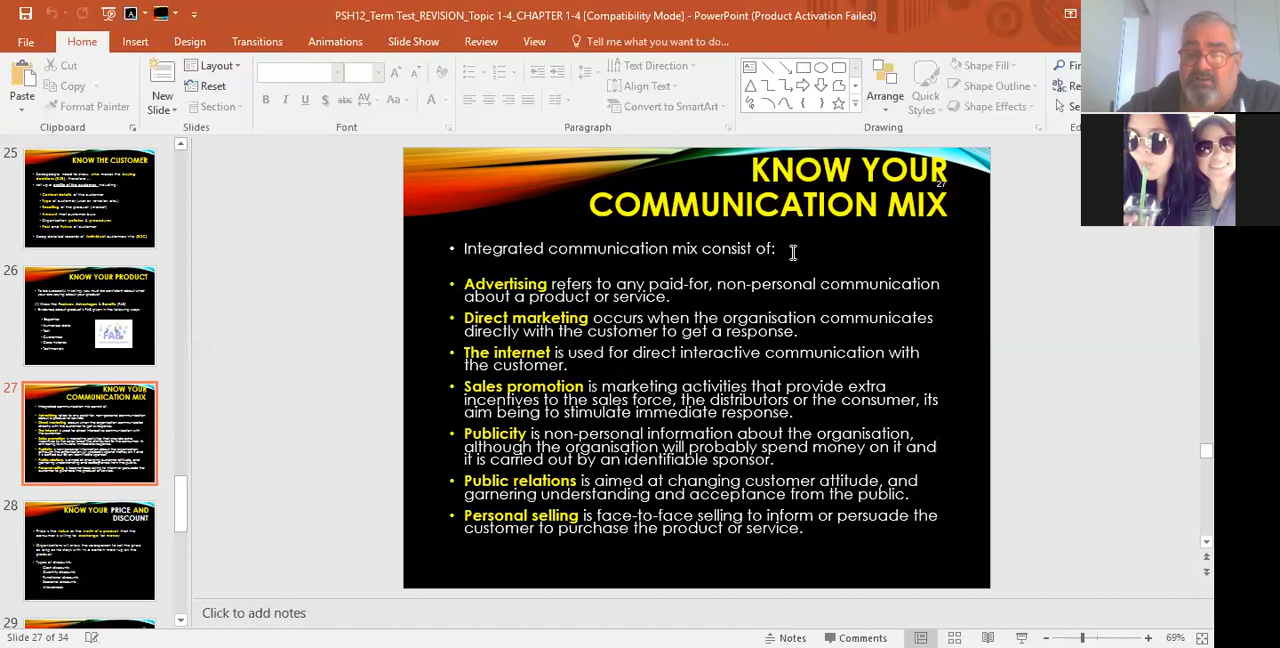 PSH12_Term Test_REVISION_Topic 1-4_CHAPTER 1-4 [Compatibility Mode] - PowerPoint (Product Activation Failed)
File Home Insert Design Transitions Animations Slide Show Review View Tell me what you want to do...
Paste
Cut
Copy
Format Painter
Clipboard
New
Slide
Layout
Reset
Section
Slides
B I U S abc AV Aa A
Font
Text Direction
Align Text
Convert to SmartArt
Paragraph
Arrange
Quick
Styles
Shape Fill
Shape Outline
Shape Effects
Drawing
25
KNOW THE CUSTOMER
26
KNOW YOUR PRODUCT
27
KNOW YOUR
COMMUNICATION MIX
28
KNOW YOUR PRICE AND
DISCOUNT
29
KNOW YOUR
27
COMMUNICATION MIX
• Integrated communication mix consist of:
• Advertising refers to any paid-for, non-personal communication
about a product or service.
• Direct marketing occurs when the organisation communicates
directly with the customer to get a response.
• The internet is used for direct interactive communication with
the customer.
• Sales promotion is marketing activities that provide extra
incentives to the sales force, the distributors or the consumer, its
aim being to stimulate immediate response.
• Publicity is non-personal information about the organisation,
although the organisation will probably spend money on it and
it is carried out by an identifiable sponsor.
• Public relations is aimed at changing customer attitude, and
garnering understanding and acceptance from the public.
• Personal selling is face-to-face selling to inform or persuade the
customer to purchase the product or service.
Click to add notes
Slide 27 of 34 Notes Comments 69%